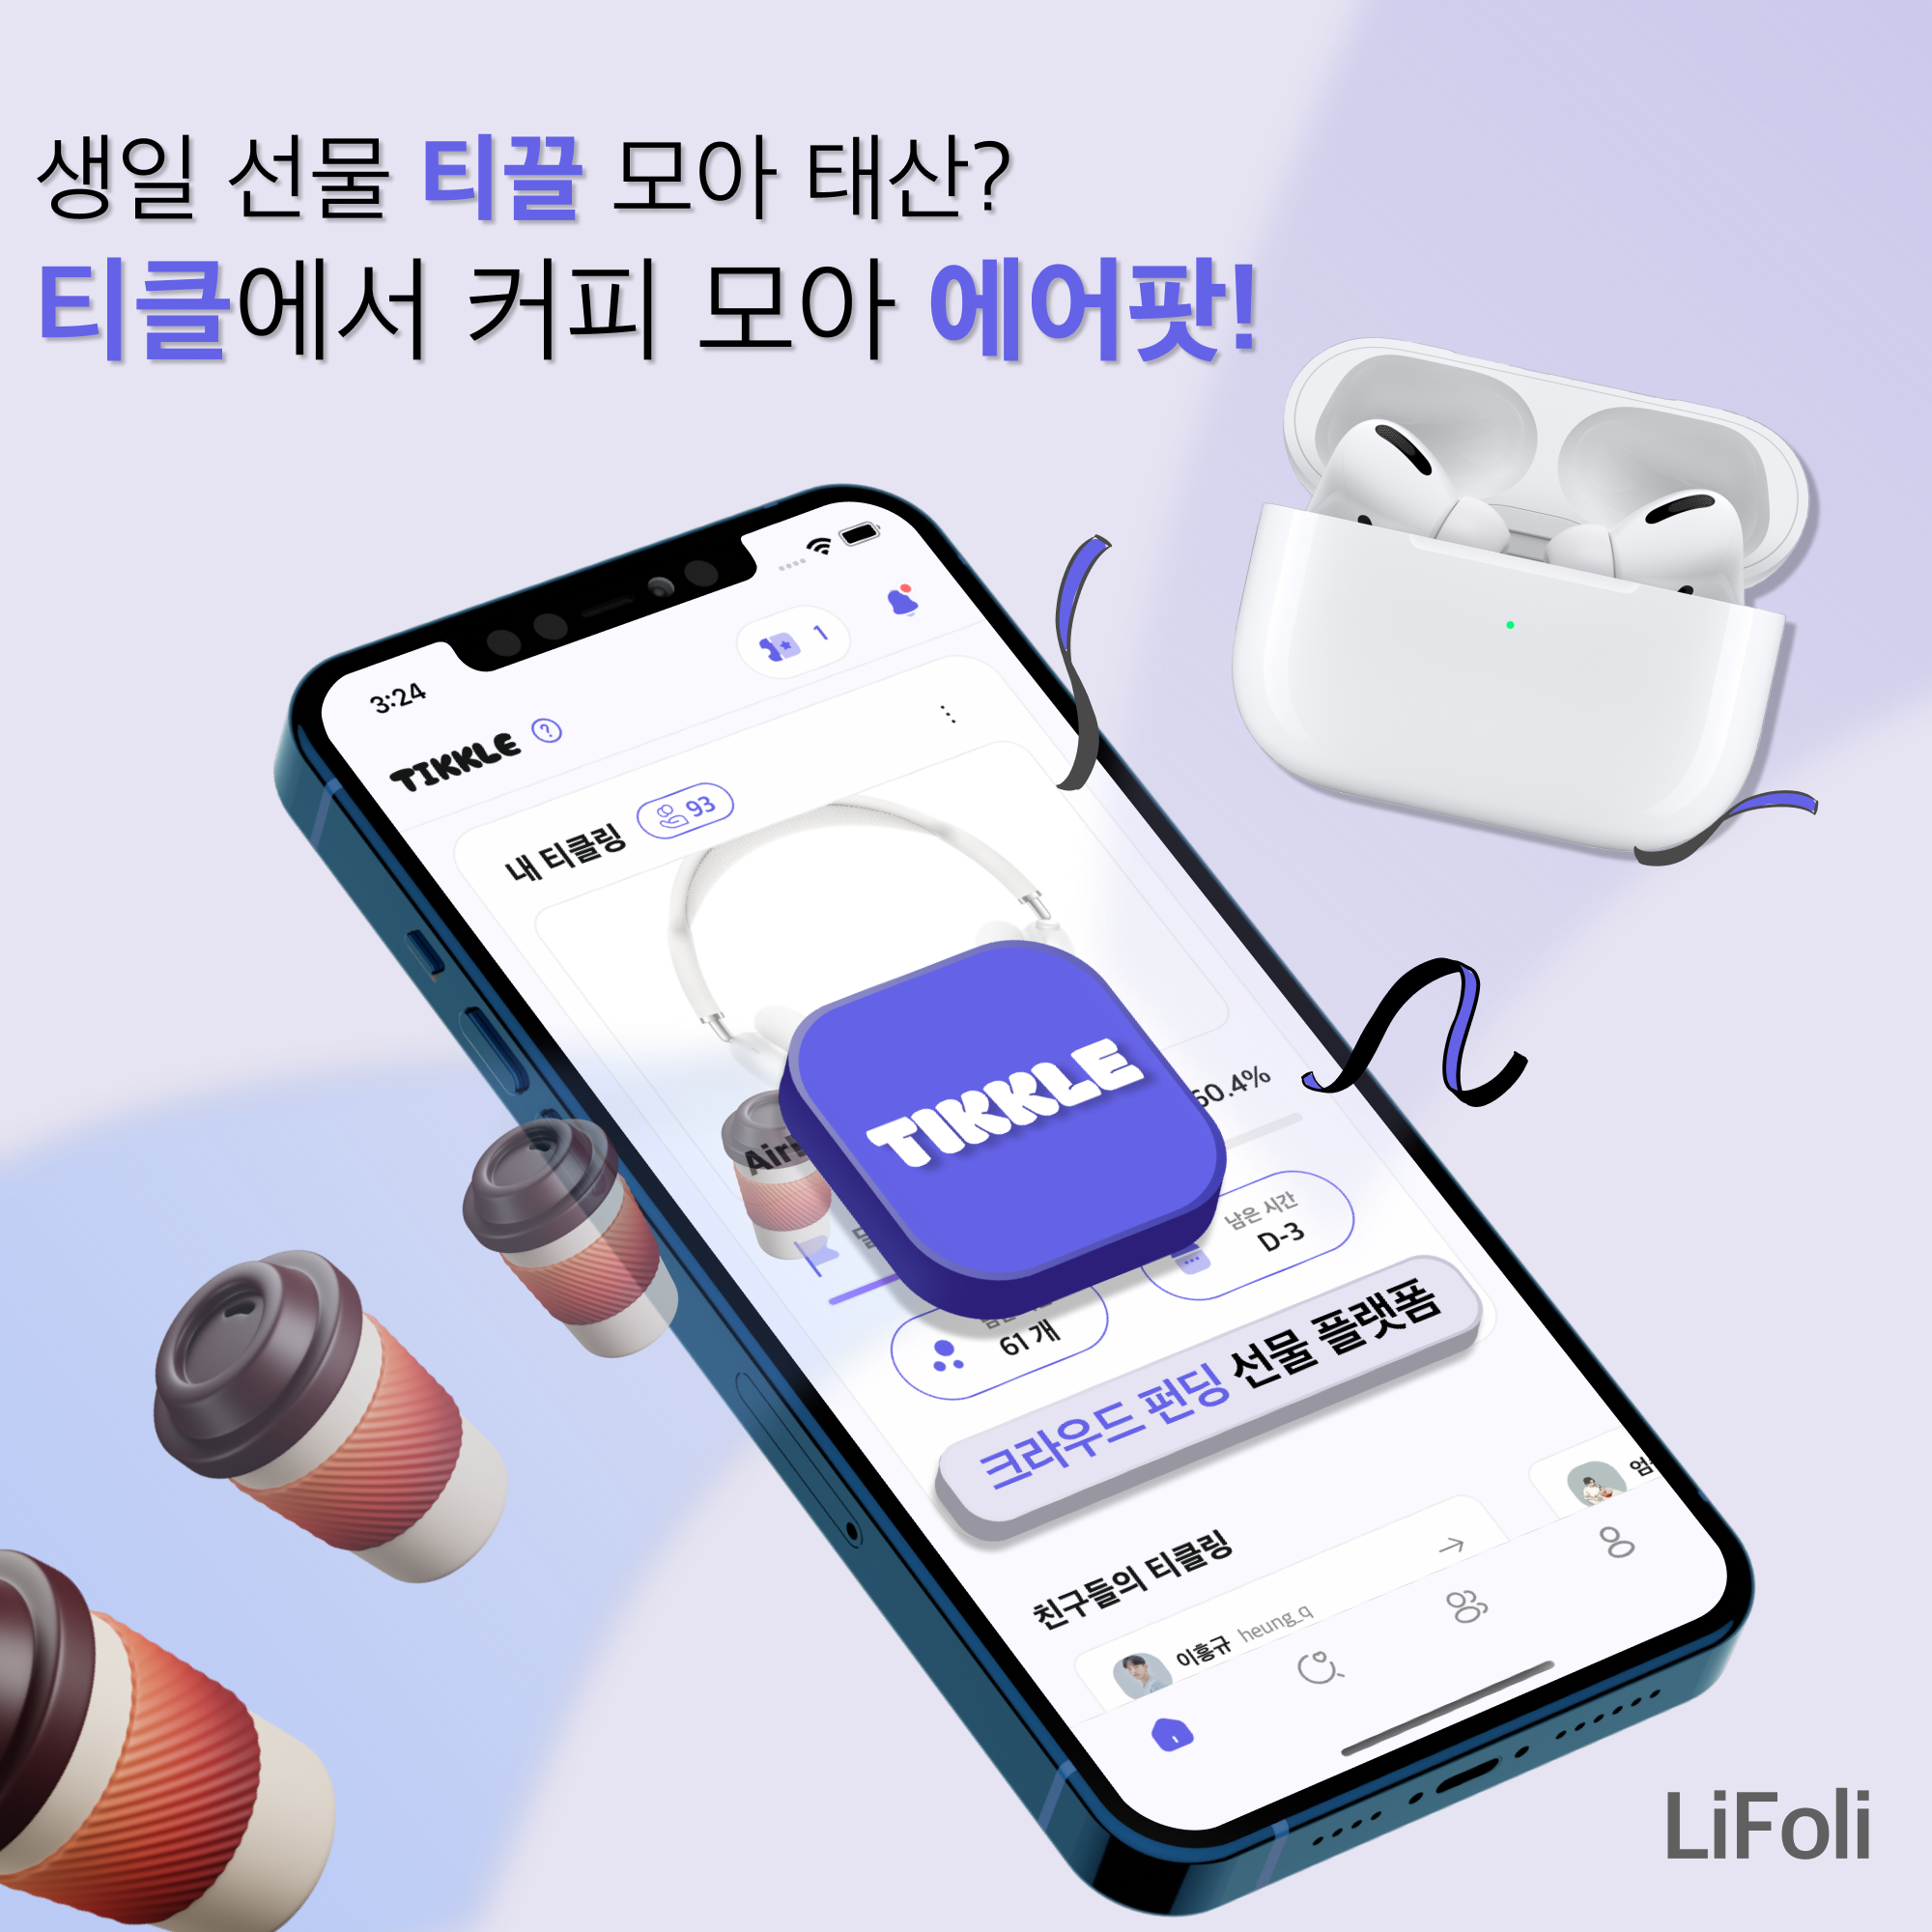 생일 선물 티끌 모아 태산?
티클에서 커피 모아 에어팟!
3:24
1
TIKKLE ?
내 티클링 93
TIKKLE
60.4%
남은 시간
D-3
61 개
크라우드 펀딩 선물 플랫폼
친구들의 티클링
이흥규 heung_q
LiFoli